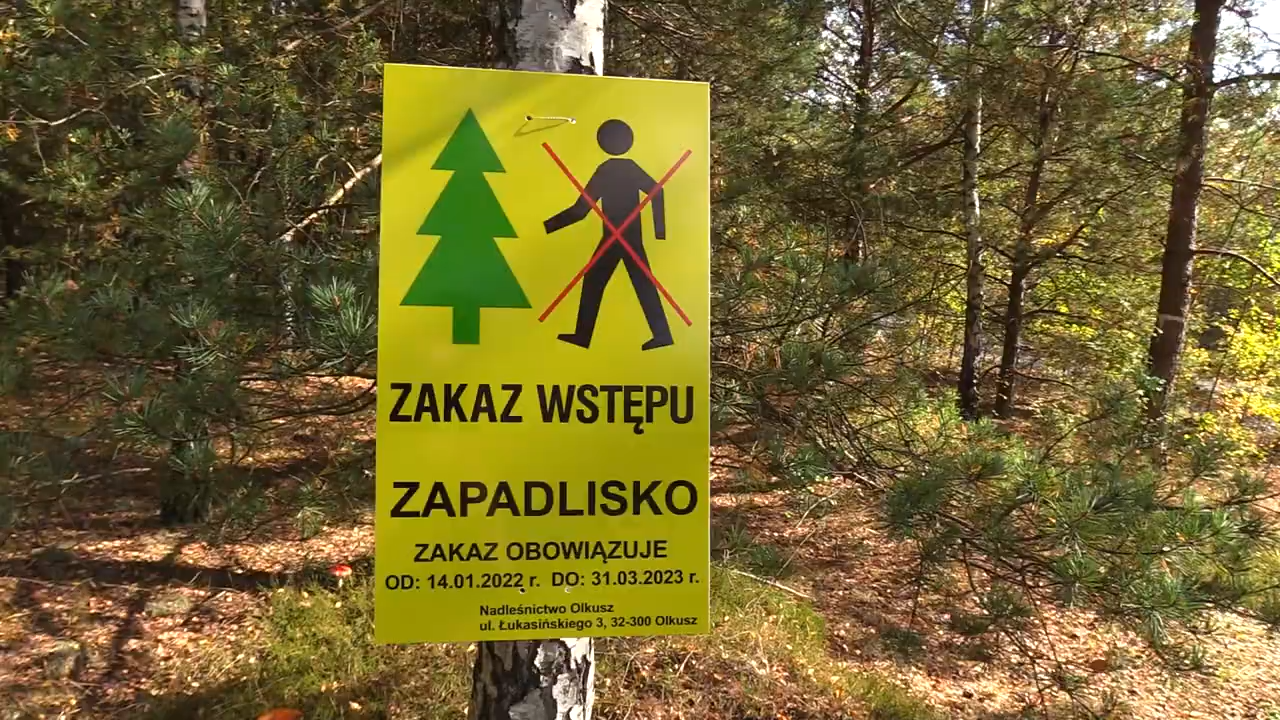 ZAKAZ WSTĘPU
ZAPADLISKO
ZAKAZ OBOWIĄZUJE
OD: 14.01.2022 r. DO: 31.03.2023 r.
Nadleśnictwo Olkusz
ul. Łukasińskiego 3, 32-300 Olkusz